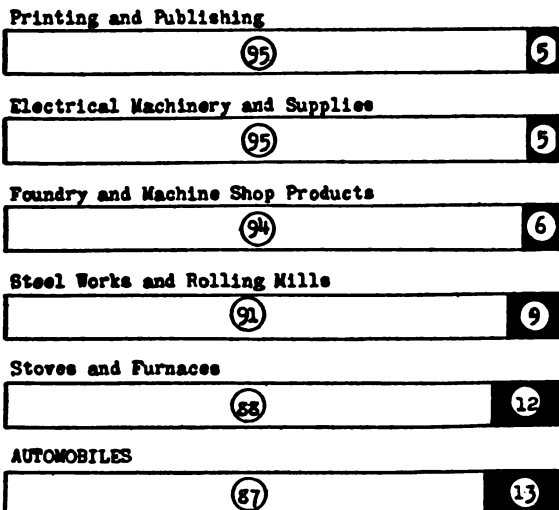 Printing and Publishing
95 5
Electrical Machinery and Supplies
95 5
Foundry and Machine Shop Products
94 6
Steel Works and Rolling Mills
91 9
Stoves and Furnaces
88 12
AUTOMOBILES
87 13